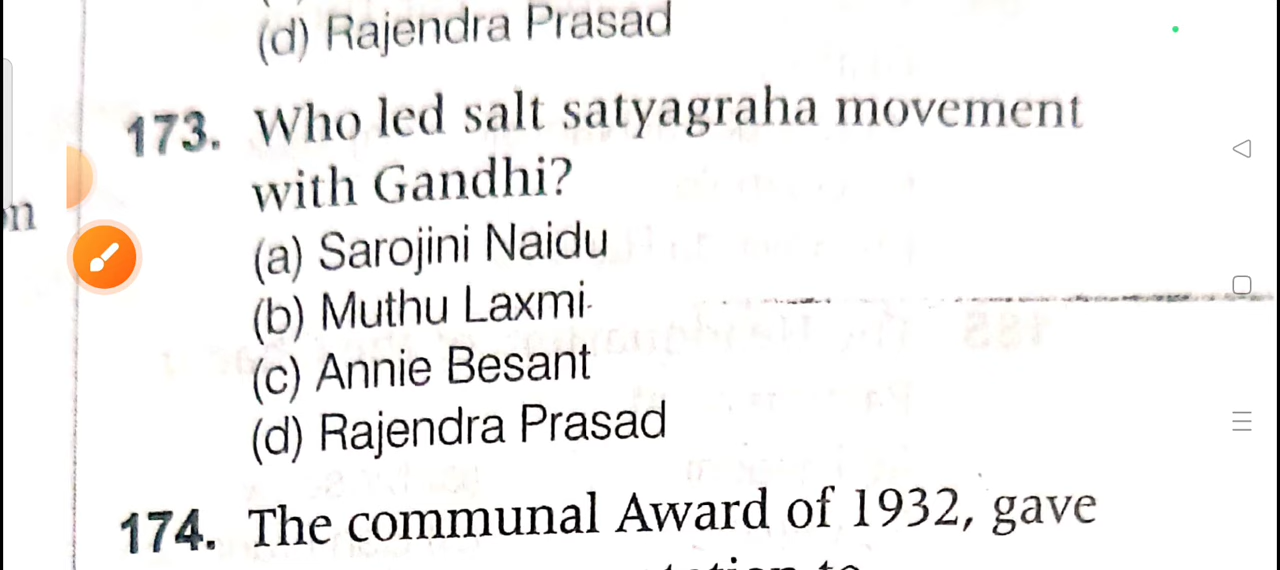 (d) Rajendra Prasad
173. Who led salt satyagraha movement
with Gandhi?
(a) Sarojini Naidu
(b) Muthu Laxmi
(c) Annie Besant
(d) Rajendra Prasad
174. The communal Award of 1932, gave